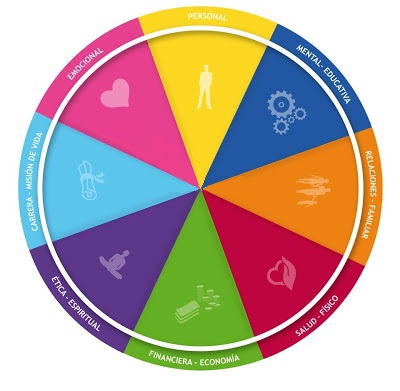 PERSONAL
MENTAL- EDUCATIVA
RELACIONES - FAMILIAR
SALUD - FÍSICO
FINANCIERA - ECONOMÍA
ÉTICA - ESPIRITUAL
CARRERA - MISIÓN DE VIDA
EMOCIONAL